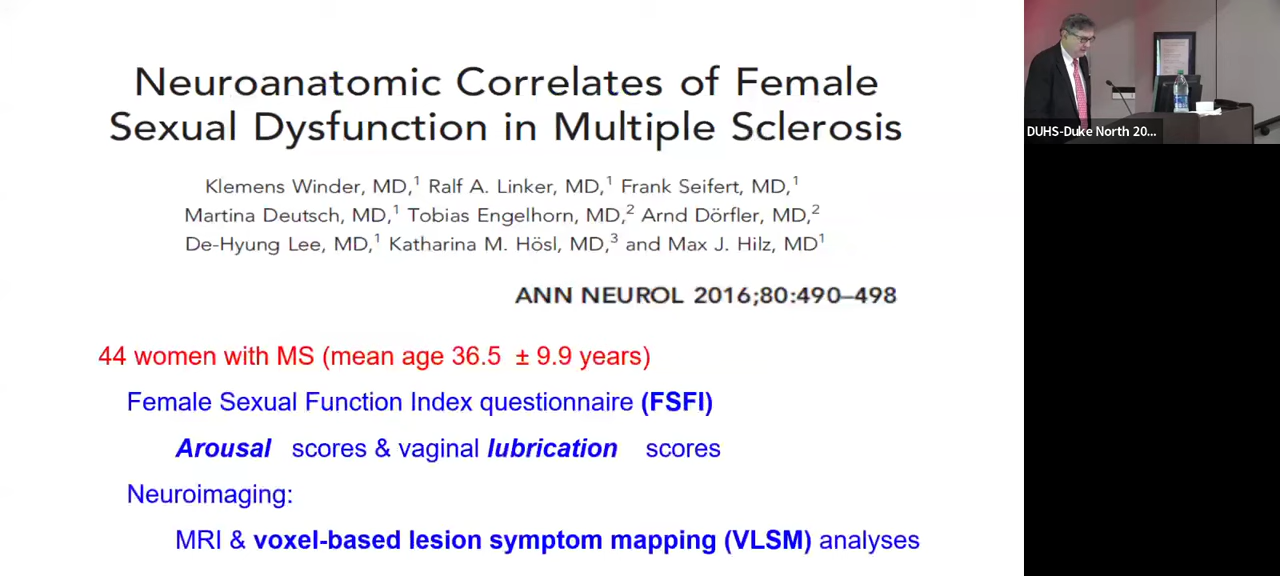 Neuroanatomic Correlates of Female
Sexual Dysfunction in Multiple Sclerosis
Klemens Winder, MD,¹ Ralf A. Linker, MD,¹ Frank Seifert, MD,¹
Martina Deutsch, MD,¹ Tobias Engelhorn, MD,² Arnd Dörfler, MD,²
De-Hyung Lee, MD,¹ Katharina M. Hösl, MD,³ and Max J. Hilz, MD¹
ANN NEUROL 2016;80:490–498
44 women with MS (mean age 36.5 ± 9.9 years)
Female Sexual Function Index questionnaire (FSFI)
Arousal scores & vaginal lubrication scores
Neuroimaging:
MRI & voxel-based lesion symptom mapping (VLSM) analyses
DUHS-Duke North 20...